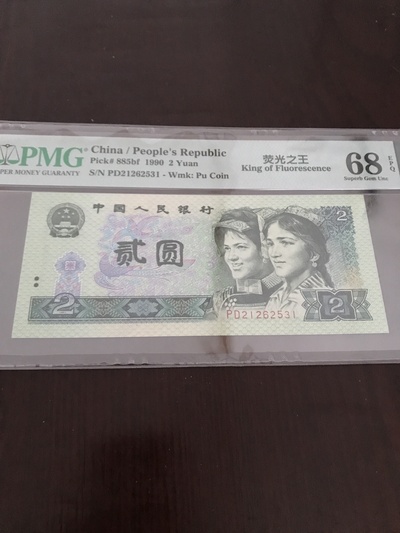 PMG
PER MONEY GUARANTY
China / People's Republic
Pick# 885bf 1990 2 Yuan
S/N PD21262531 - Wmk: Pu Coin
荧光之王
King of Fluorescence
68 EPQ
Superb Gem Unc
中国人民银行
贰圆
2
2
2
PD21262531